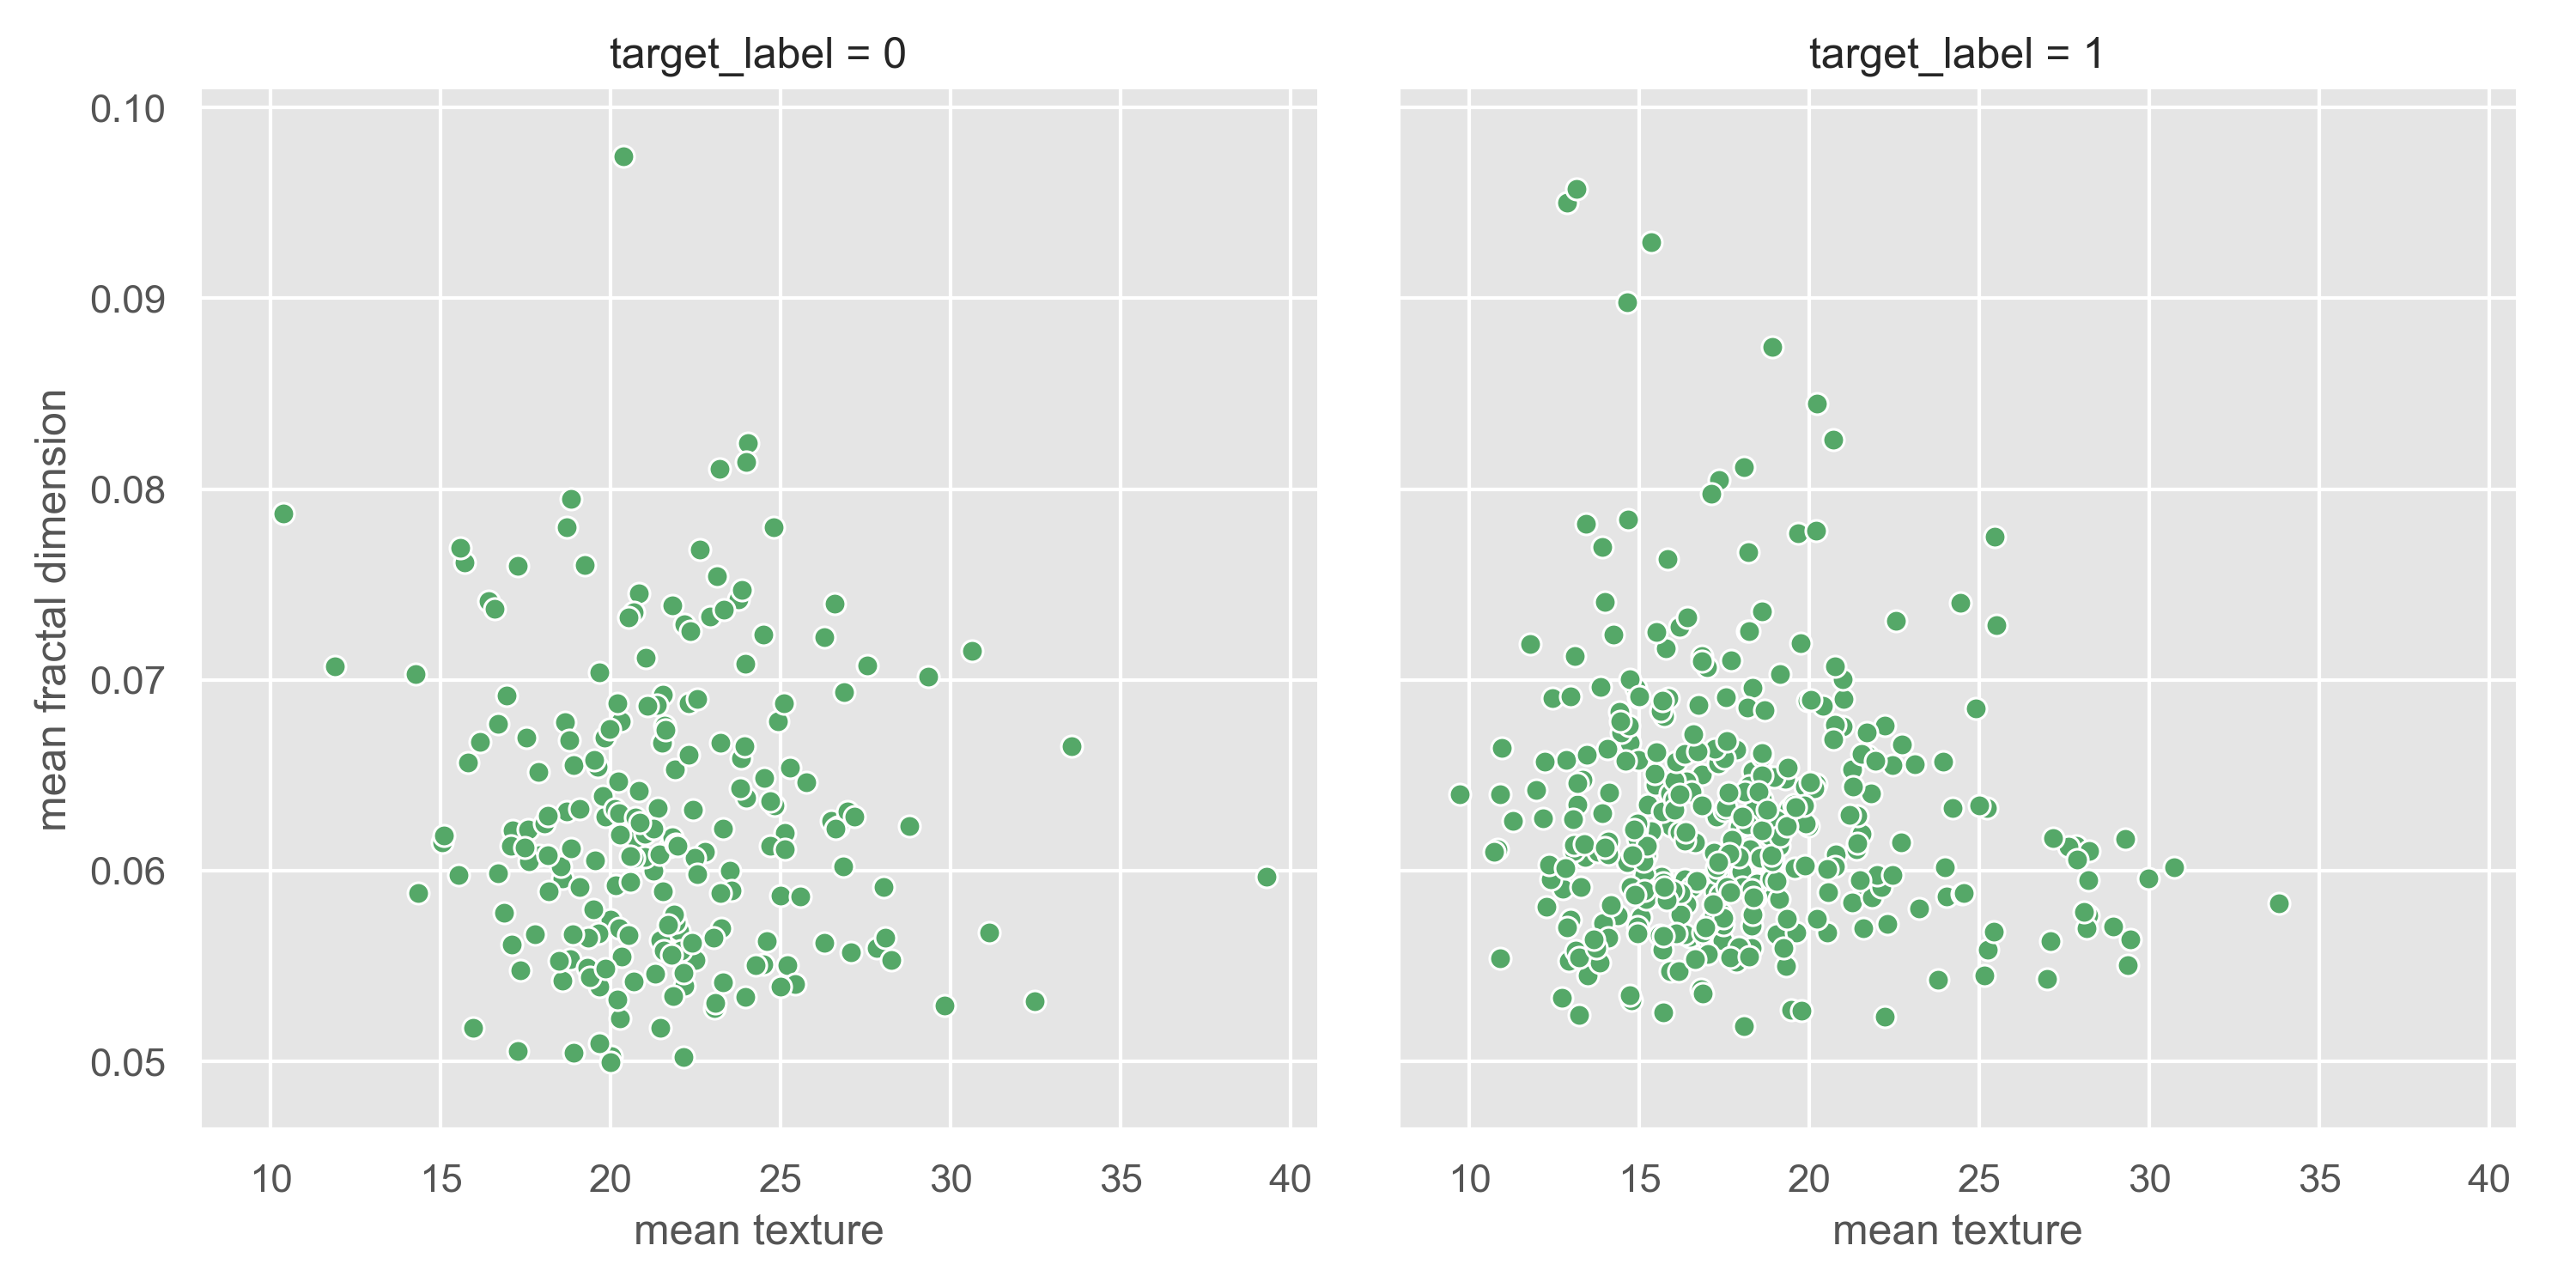 target_label = 0
target_label = 1
0.10
0.09
0.08
0.07
0.06
0.05
mean fractal dimension
10 15 20 25 30 35 40
10 15 20 25 30 35 40
mean texture
mean texture